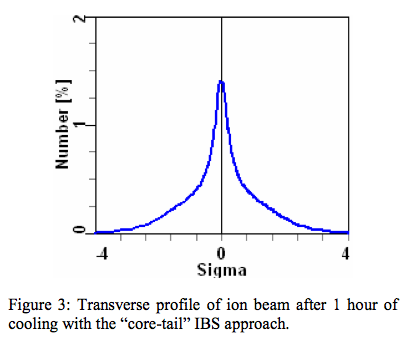 2
Number [%]
1
0
-4
0
4
Sigma
Figure 3: Transverse profile of ion beam after 1 hour of
cooling with the “core-tail” IBS approach.